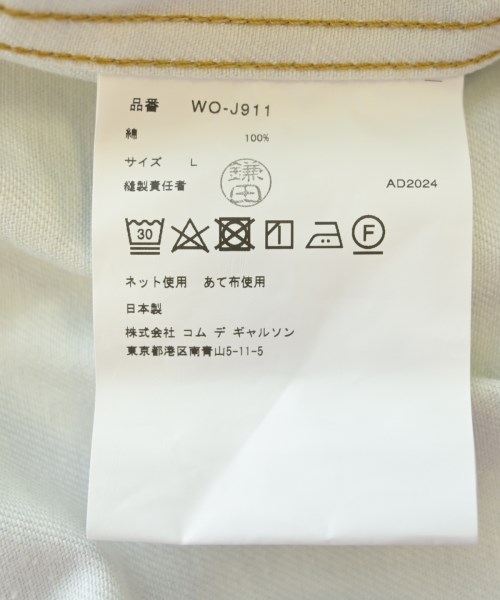 品番 WO-J911
綿 100%
サイズ L
縫製責任者 鎌田 AD2024
30 F
ネット使用 あて布使用
日本製
株式会社 コム デ ギャルソン
東京都港区南青山5-11-5